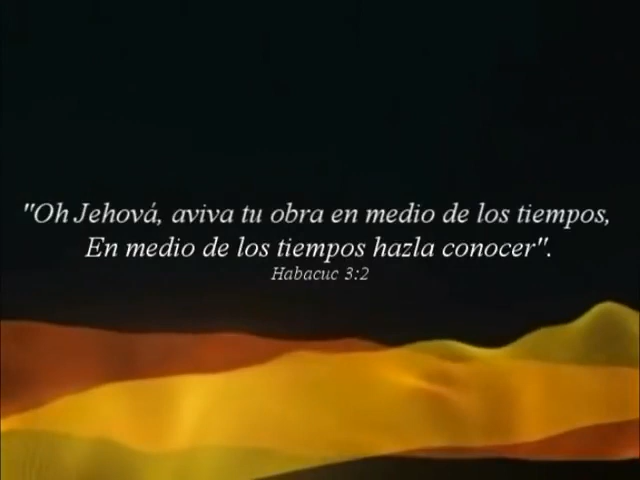 "Oh Jehová, aviva tu obra en medio de los tiempos,
En medio de los tiempos hazla conocer".
Habacuc 3:2